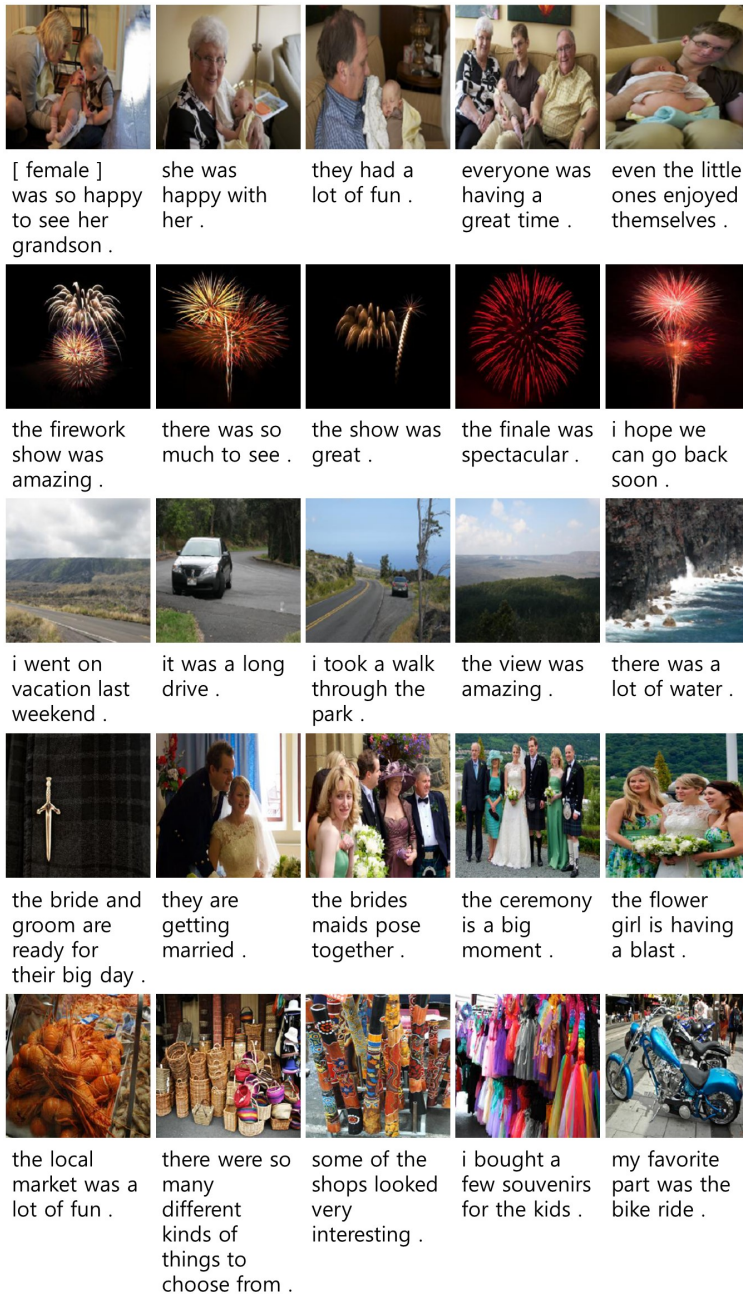 [ female ]
was so happy
to see her
grandson .
she was
happy with
her .
they had a
lot of fun .
everyone was
having a
great time .
even the little
ones enjoyed
themselves .
the firework
show was
amazing .
there was so
much to see .
the show was
great .
the finale was
spectacular .
i hope we
can go back
soon .
i went on
vacation last
weekend .
it was a long
drive .
i took a walk
through the
park .
the view was
amazing .
there was a
lot of water .
the bride and
groom are
ready for
their big day .
they are
getting
married .
the brides
maids pose
together .
the ceremony
is a big
moment .
the flower
girl is having
a blast .
the local
market was a
lot of fun .
there were so
many
different
kinds of
things to
choose from .
some of the
shops looked
very
interesting .
i bought a
few souvenirs
for the kids .
my favorite
part was the
bike ride .